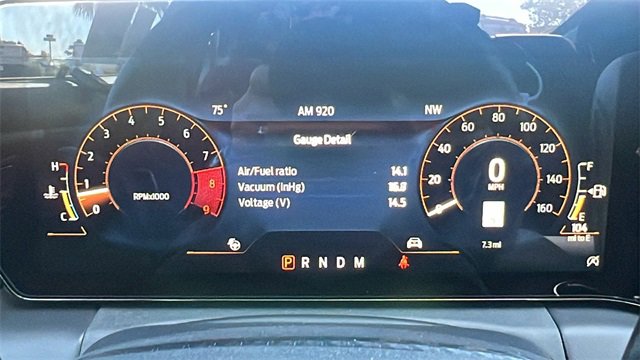 75° AM 920 NW
Gauge Detail
Air/Fuel ratio 14.1
Vacuum (inHg)
Voltage (V) 14.5
0 1 2 3 4 5 6 7 8 9
RPMx1000
H
C
0 20 40 60 80 100 120 140 160
0
MPH
7.3 mi
F
E
104
mi to E
P R N D M